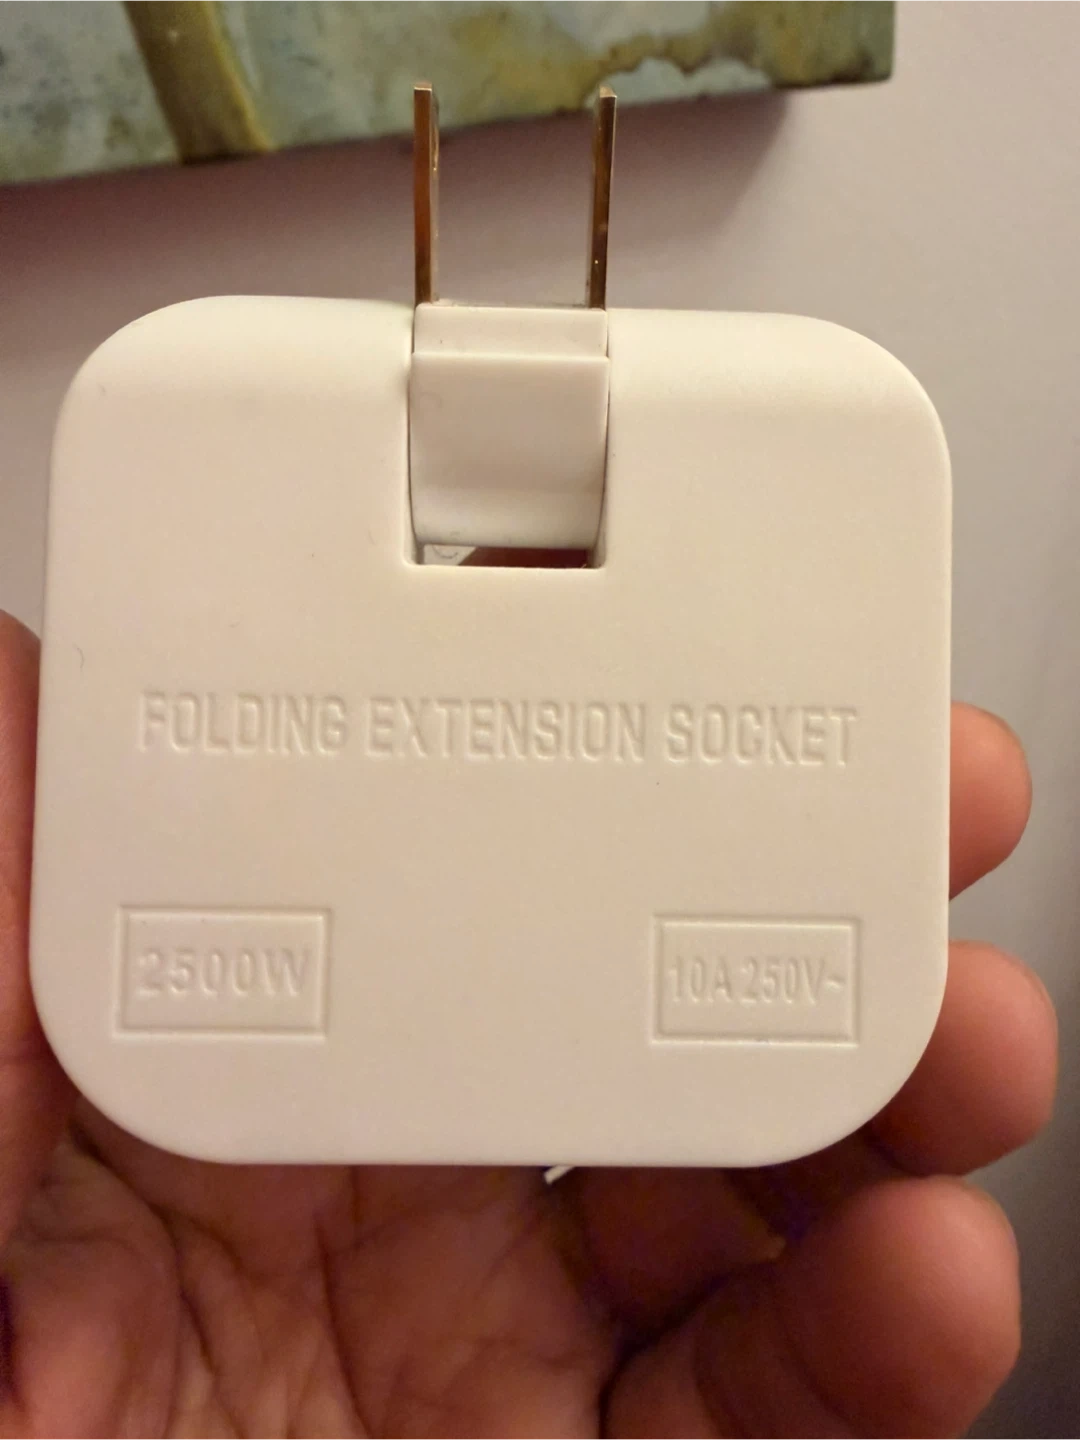 FOLDING EXTENSION SOCKET
2500W
10A 250V~